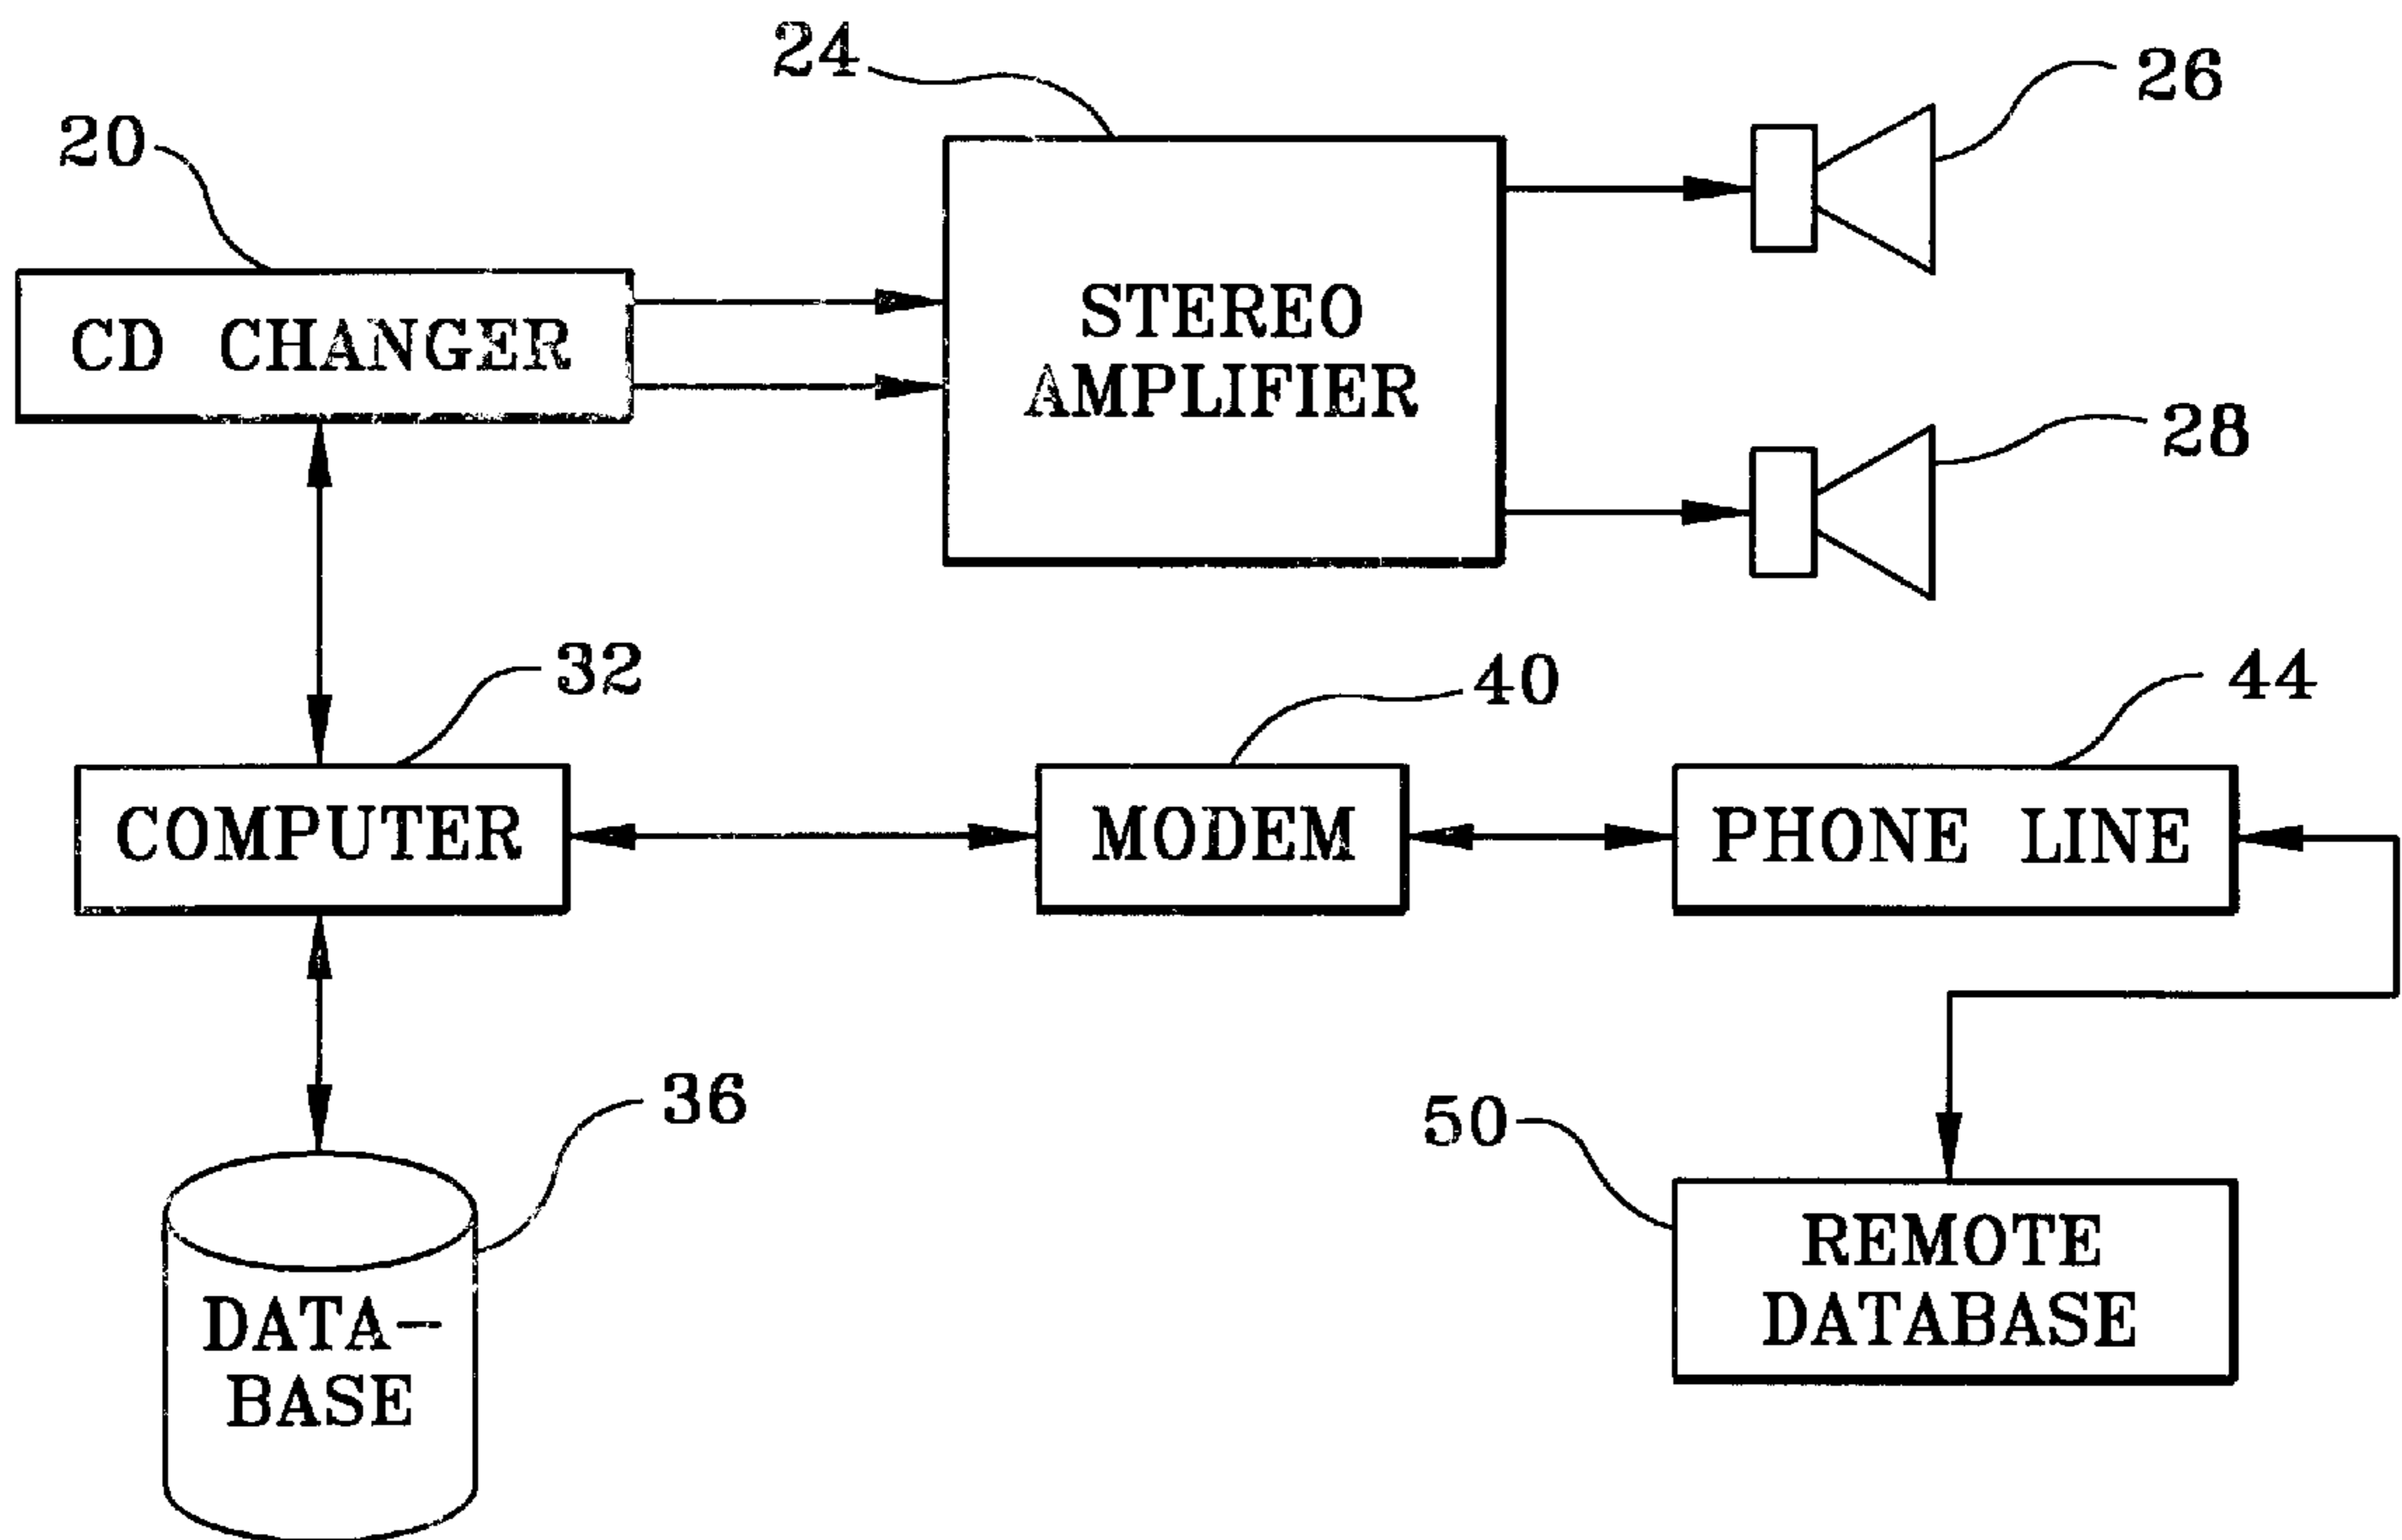 24
26
20
STEREO
AMPLIFIER
CD CHANGER
28
32
40
44
COMPUTER
MODEM
PHONE LINE
36
50
REMOTE
DATABASE
DATA-
BASE